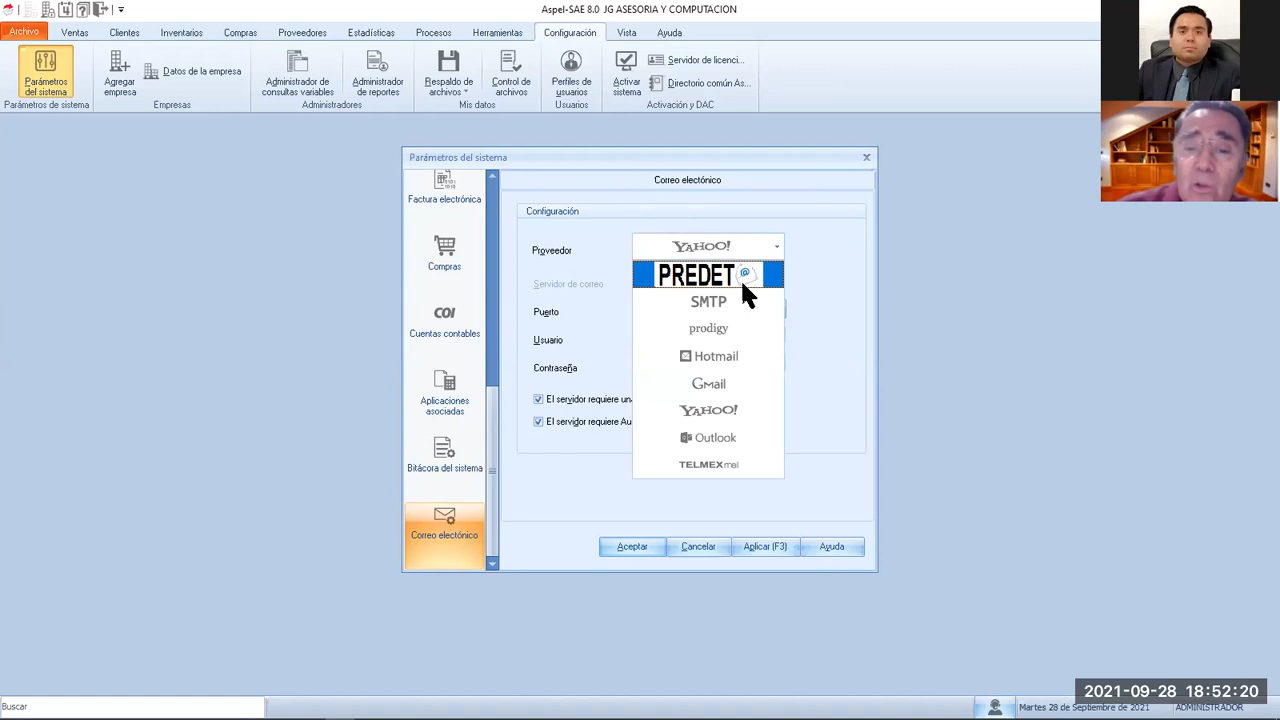 Aspel-SAE 8.0 JG ASESORIA Y COMPUTACION
Archivo
Ventas
Clientes
Inventarios
Compras
Proveedores
Estadísticas
Procesos
Herramientas
Configuración
Vista
Ayuda
Parámetros del sistema
Agregar empresa
Datos de la empresa
Administrador de consultas variables
Administrador de reportes
Respaldo de archivos
Control de archivos
Perfiles de usuarios
Activar sistema
Servidor de licenci...
Directorio común As...
Parámetros de sistema
Empresas
Administradores
Mis datos
Usuarios
Activación y DAC
Parámetros del sistema
Factura electrónica
Compras
COI
Cuentas contables
Aplicaciones asociadas
Bitácora del sistema
Correo electrónico
Correo electrónico
Configuración
Proveedor
YAHOO!
Servidor de correo
Puerto
Usuario
Contraseña
El servidor requiere una
El servidor requiere Au
PREDET
SMTP
prodigy
Hotmail
Gmail
YAHOO!
Outlook
TELMEXmail
Aceptar
Cancelar
Aplicar (F3)
Ayuda
2021-09-28 18:52:20
Buscar
Martes 28 de Septiembre de 2021
ADMINISTRADOR